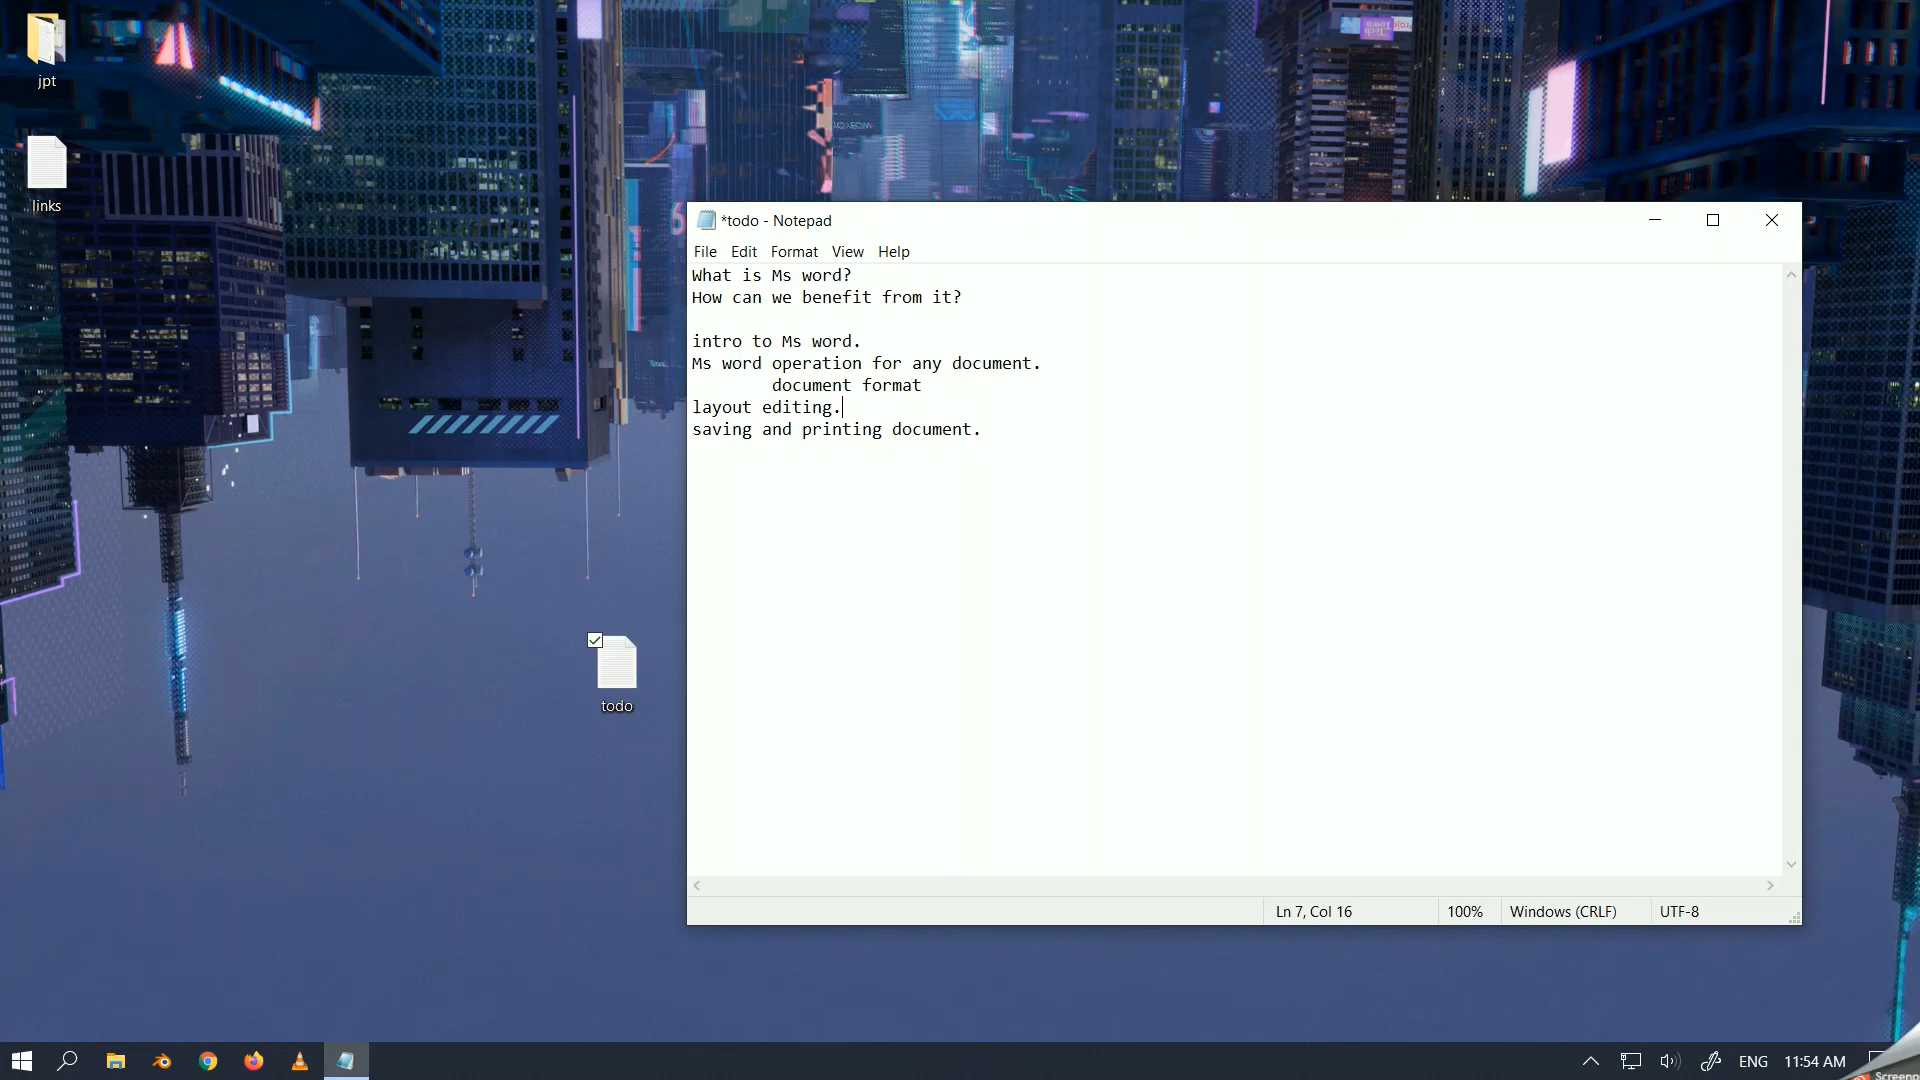 jpt
links
todo
*todo - Notepad
File Edit Format View Help
What is Ms word?
How can we benefit from it?
intro to Ms word.
Ms word operation for any document.
document format
layout editing.
saving and printing document.
Ln 7, Col 16 100% Windows (CRLF) UTF-8
ENG 11:54 AM